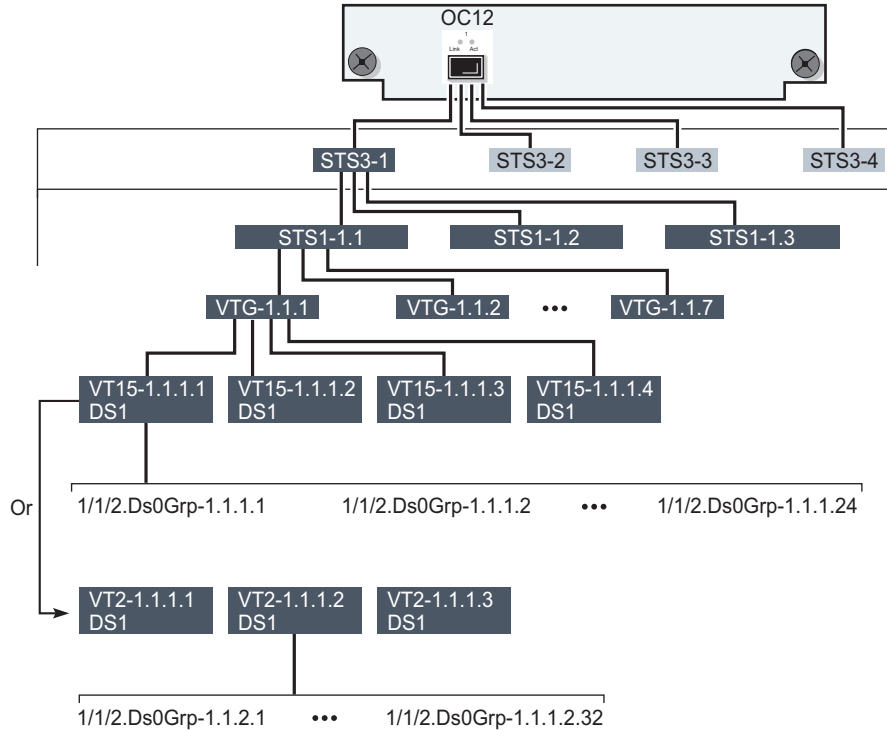 OC12
1
Link Act
STS3-1 STS3-2 STS3-3 STS3-4
STS1-1.1 STS1-1.2 STS1-1.3
VTG-1.1.1 VTG-1.1.2 ••• VTG-1.1.7
VT15-1.1.1.1 VT15-1.1.1.2 VT15-1.1.1.3 VT15-1.1.1.4
DS1 DS1 DS1 DS1
Or
1/1/2.Ds0Grp-1.1.1.1 1/1/2.Ds0Grp-1.1.1.2 ••• 1/1/2.Ds0Grp-1.1.1.24
VT2-1.1.1.1 VT2-1.1.1.2 VT2-1.1.1.3
DS1 DS1 DS1
1/1/2.Ds0Grp-1.1.2.1 ••• 1/1/2.Ds0Grp-1.1.1.2.32